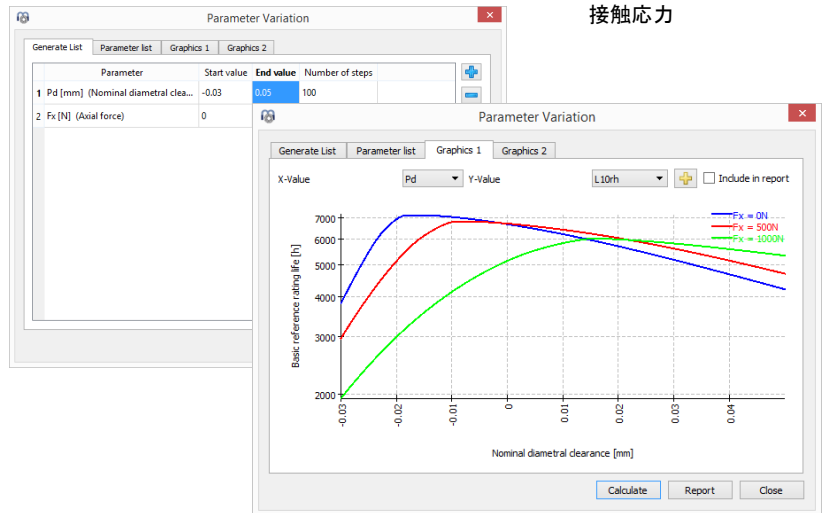 接触応力
Parameter Variation
Generate List Parameter list Graphics 1 Graphics 2
Parameter Start value End value Number of steps
1 Pd [mm] (Nominal diametral clea... -0.03 0.05 100
2 Fx [N] (Axial force) 0
Parameter Variation
Generate List Parameter list Graphics 1 Graphics 2
X-Value Pd Y-Value L10rh Include in report
Fx = 0N
Fx = 500N
Fx = 1000N
Basic reference rating life [h]
7000
6000
5000
4000
3000
2000
-0.03 -0.02 -0.01 0 0.01 0.02 0.03 0.04
Nominal diametral clearance [mm]
Calculate Report Close